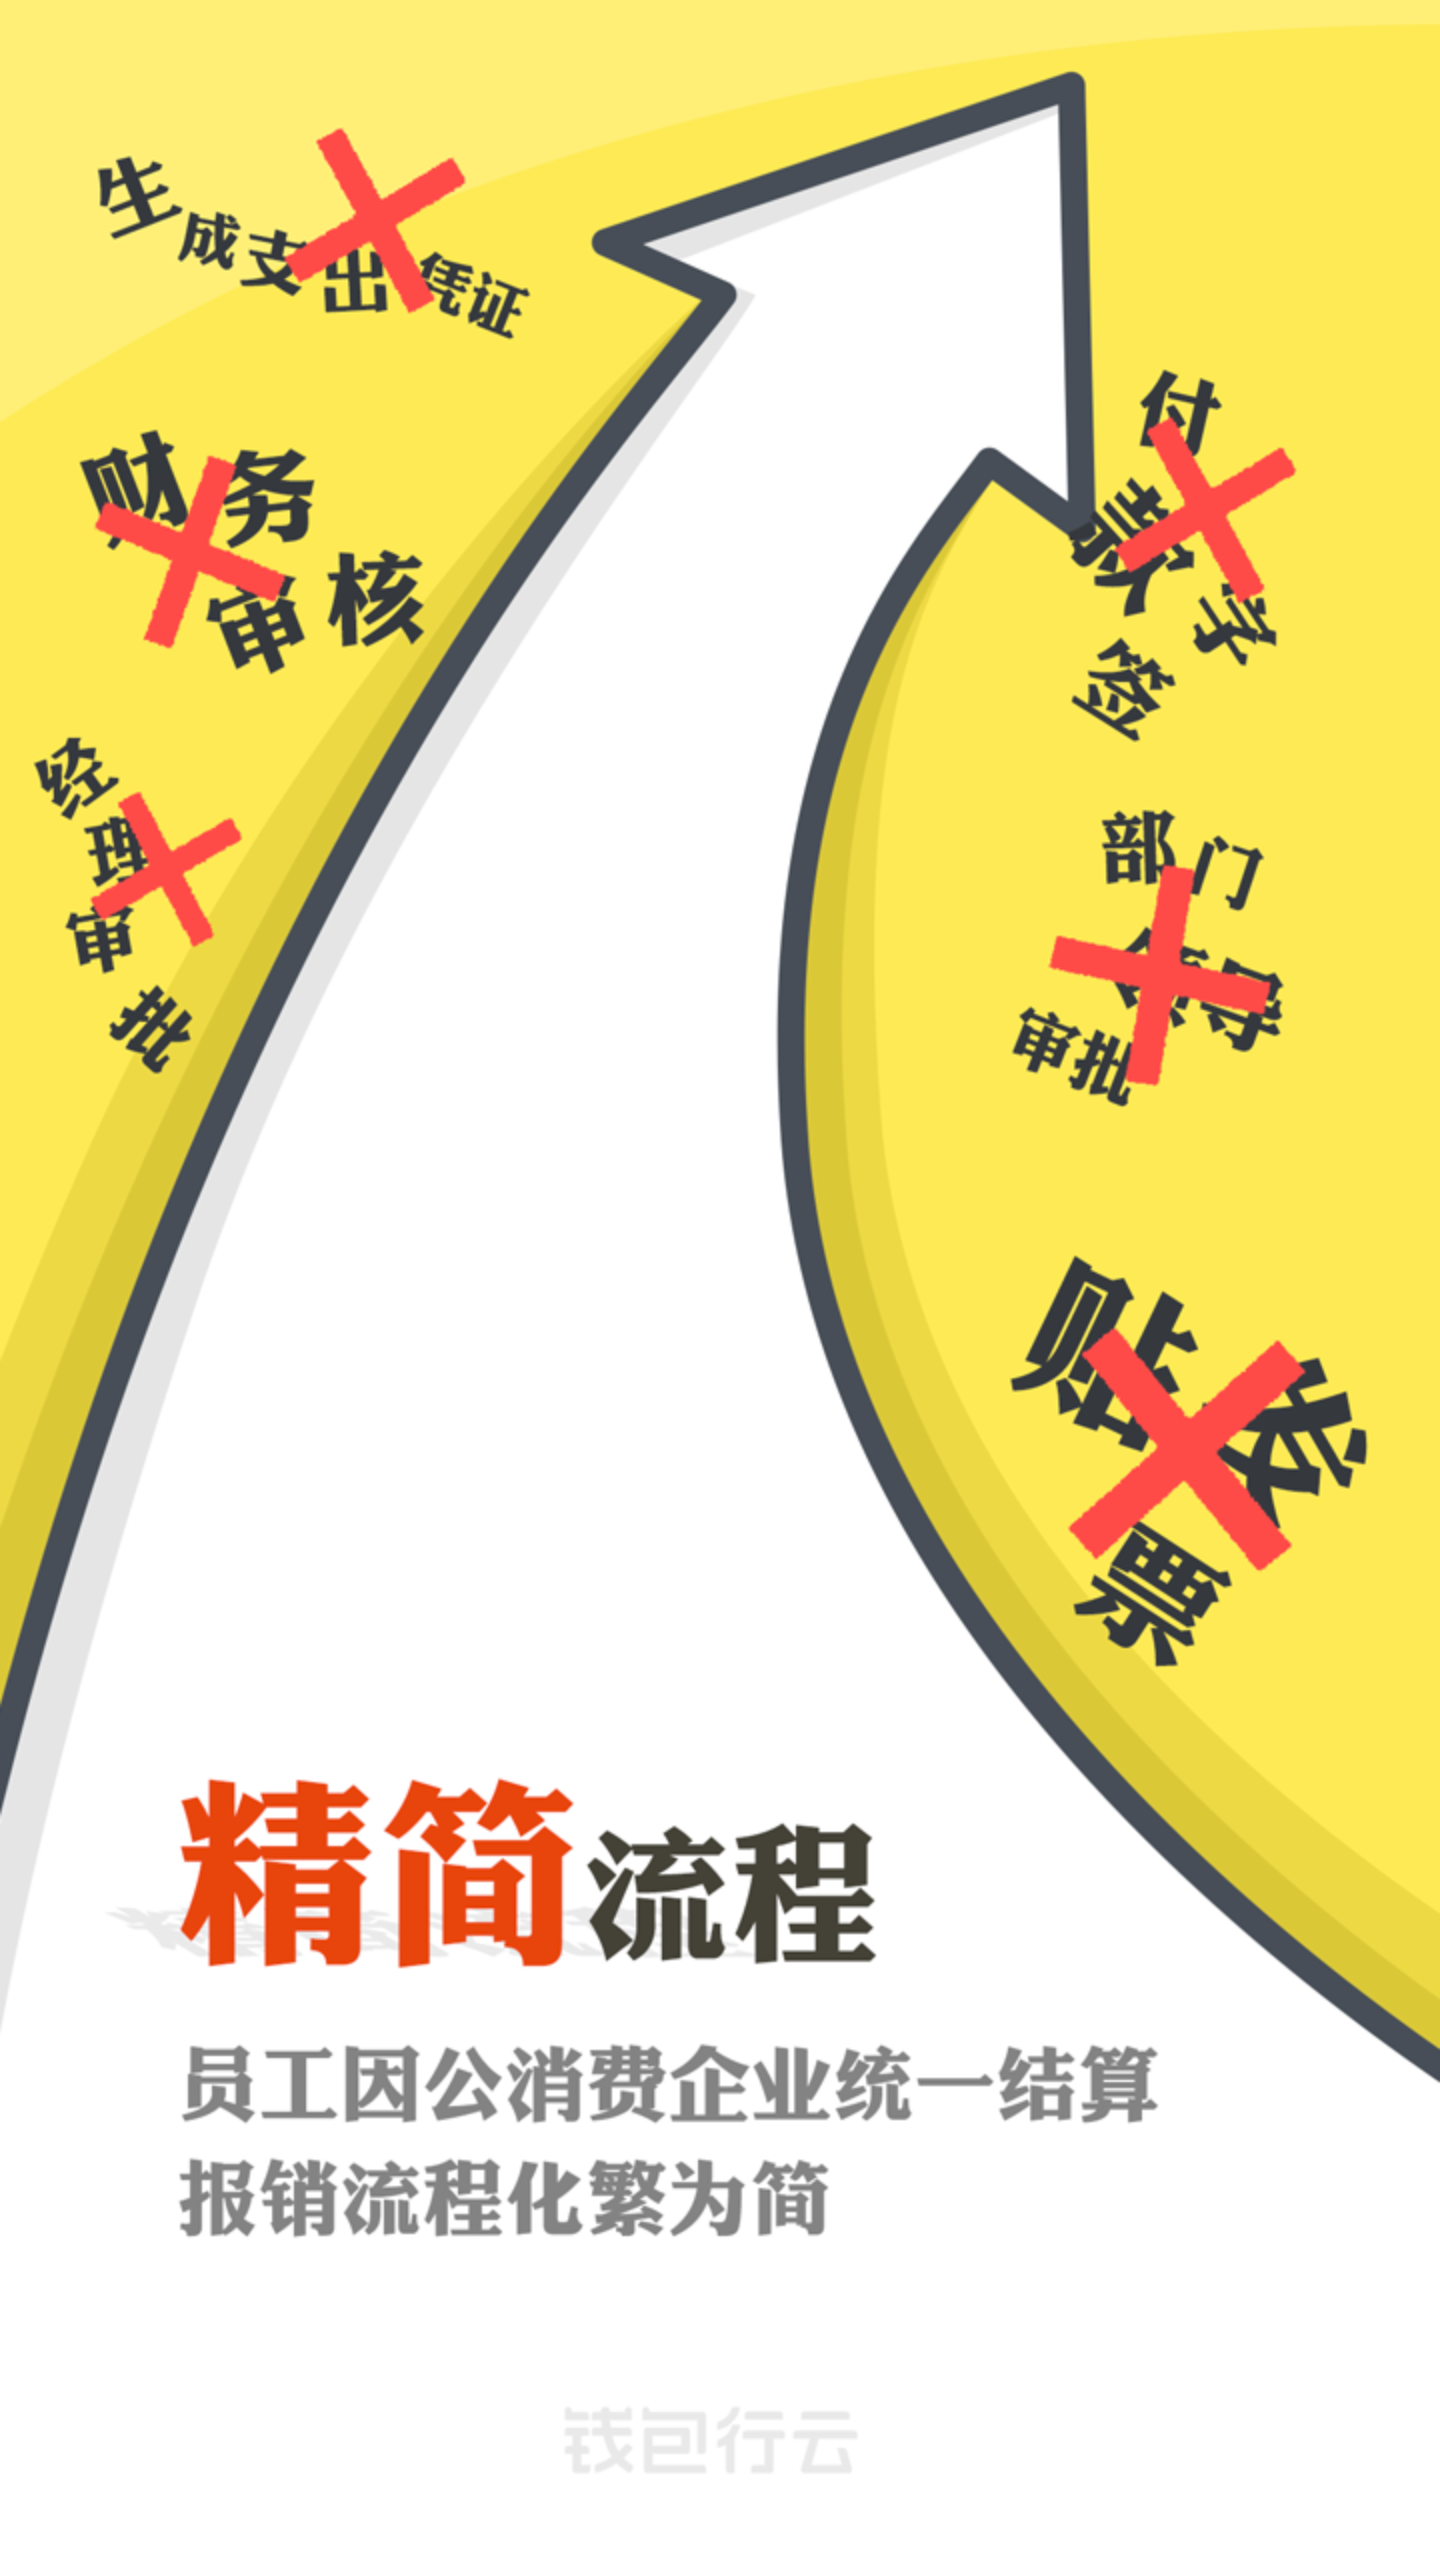 生成支出凭证
财务
审核
经
理
审
批
付
款字
签
部门
领导
审批
贴发
票
精简流程
员工因公消费企业统一结算
报销流程化繁为简
钱包行云